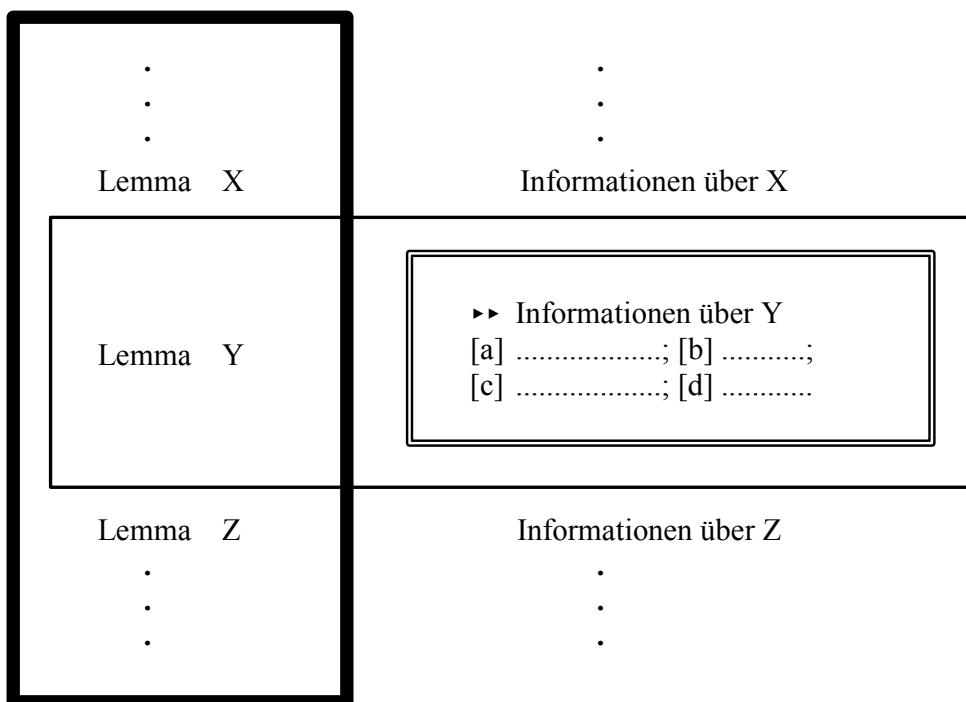 .                    .
.                    .
.                    .
Lemma X Informationen über X
▸▸ Informationen über Y
Lemma Y [a] ...................; [b] ...........;
[c] ...................; [d] ............
Lemma Z Informationen über Z
.                    .
.                    .
.                    .